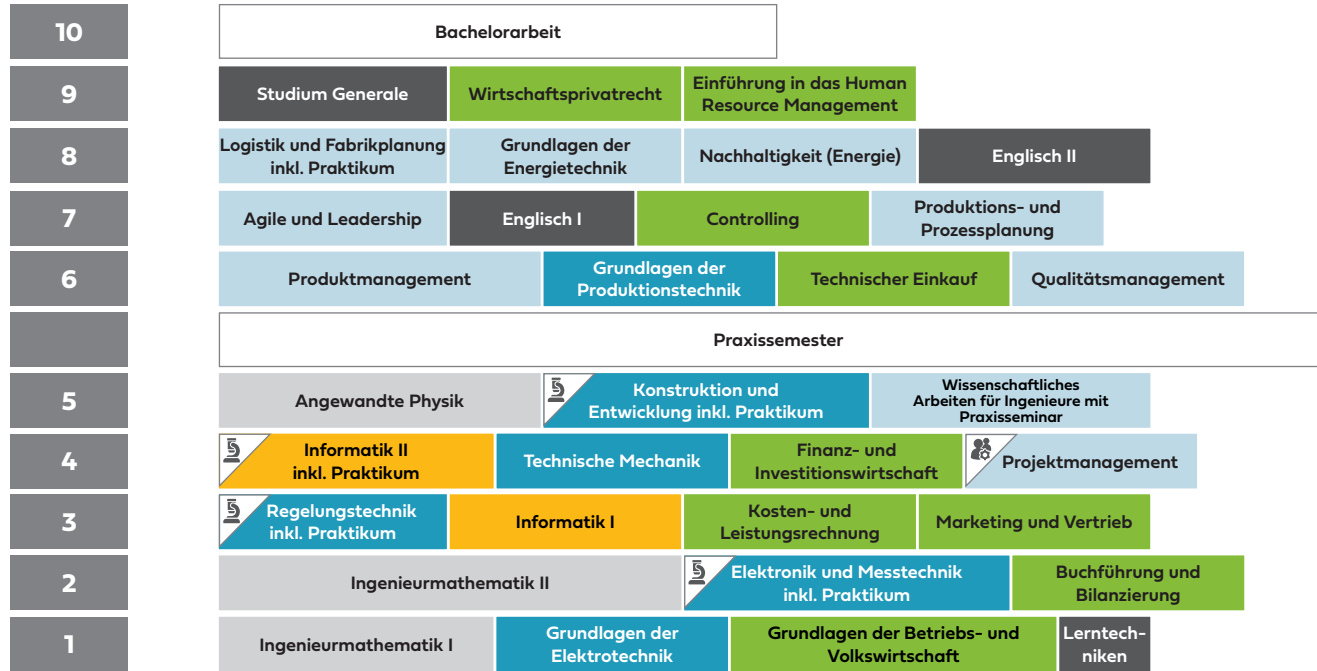 10
Bachelorarbeit
9
Studium Generale
Wirtschaftsprivatrecht
Einführung in das Human
Resource Management
8
Logistik und Fabrikplanung
inkl. Praktikum
Grundlagen der
Energietechnik
Nachhaltigkeit (Energie)
Englisch II
7
Agile und Leadership
Englisch I
Controlling
Produktions- und
Prozessplanung
6
Produktmanagement
Grundlagen der
Produktionstechnik
Technischer Einkauf
Qualitätsmanagement
Praxissemester
5
Angewandte Physik
Konstruktion und
Entwicklung inkl. Praktikum
Wissenschaftliches
Arbeiten für Ingenieure mit
Praxisseminar
4
Informatik II
inkl. Praktikum
Technische Mechanik
Finanz- und
Investitionswirtschaft
Projektmanagement
3
Regelungstechnik
inkl. Praktikum
Informatik I
Kosten- und
Leistungsrechnung
Marketing und Vertrieb
2
Ingenieurmathematik II
Elektronik und Messtechnik
inkl. Praktikum
Buchführung und
Bilanzierung
1
Ingenieurmathematik I
Grundlagen der
Elektrotechnik
Grundlagen der Betriebs- und
Volkswirtschaft
Lerntech-
niken